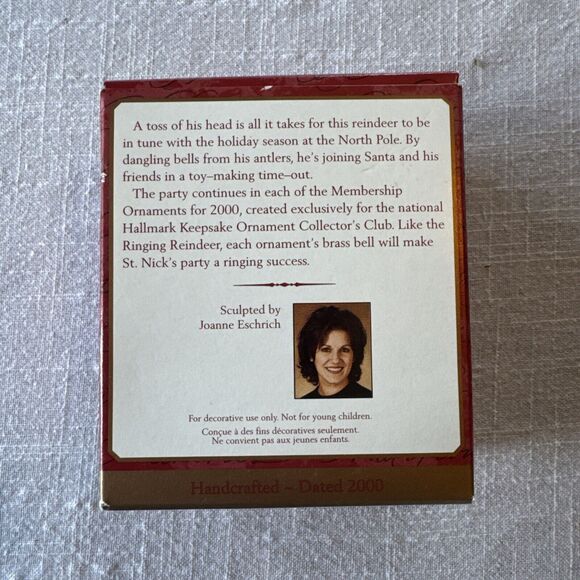 A toss of his head is all it takes for this reindeer to be
in tune with the holiday season at the North Pole. By
dangling bells from his antlers, he's joining Santa and his
friends in a toy–making time–out.
The party continues in each of the Membership
Ornaments for 2000, created exclusively for the national
Hallmark Keepsake Ornament Collector's Club. Like the
Ringing Reindeer, each ornament's brass bell will make
St. Nick's party a ringing success.
Sculpted by
Joanne Eschrich
For decorative use only. Not for young children.
Conçue à des fins décoratives seulement.
Ne convient pas aux jeunes enfants.
Handcrafted – Dated 2000